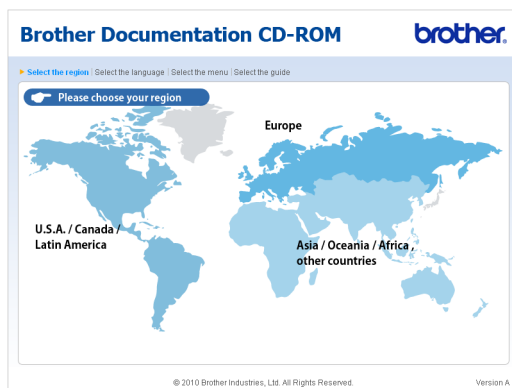 Brother Documentation CD-ROM
brother.
Select the region | Select the language | Select the menu | Select the guide
Please choose your region
Europe
U.S.A. / Canada /
Latin America
Asia / Oceania / Africa ,
other countries
© 2010 Brother Industries, Ltd. All Rights Reserved.
Version A